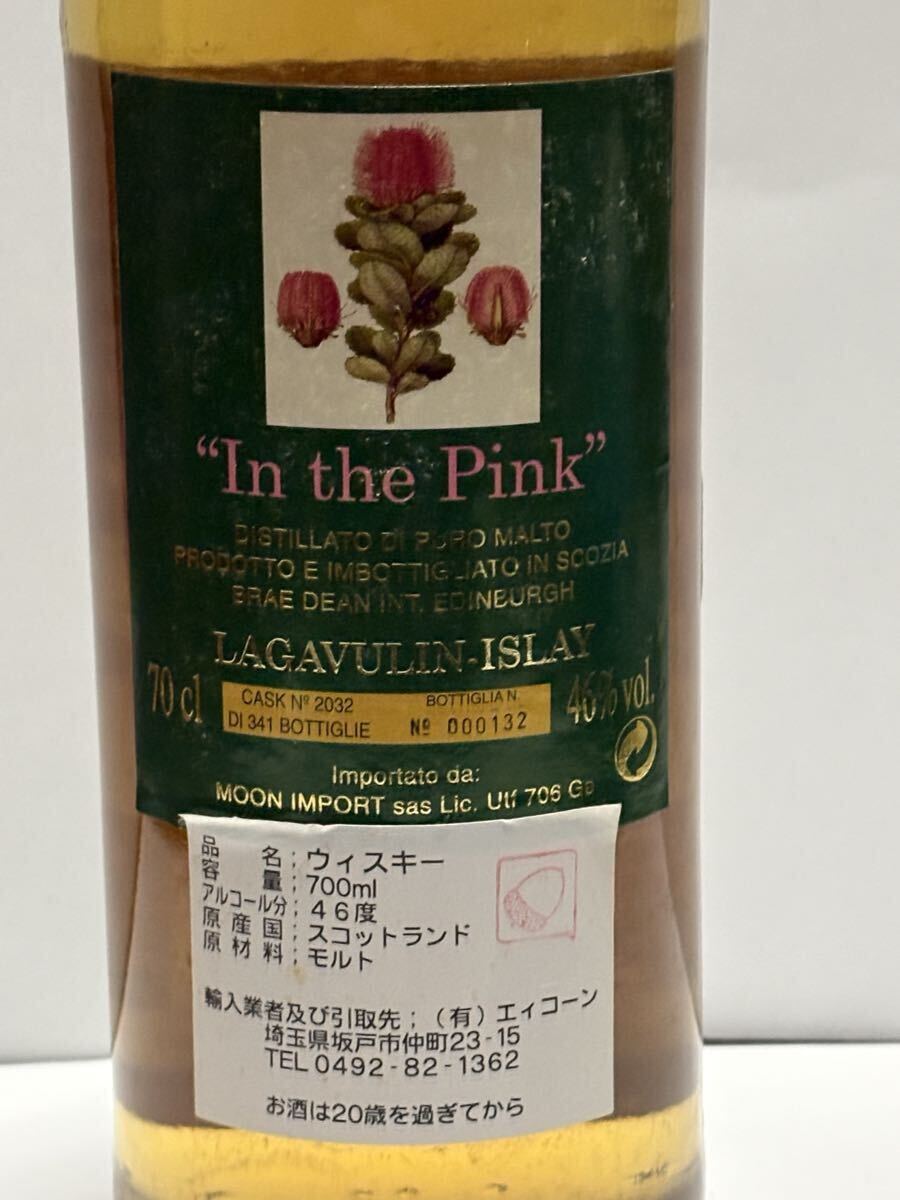 “In the Pink”
DISTILLATO DI PURO MALTO
PRODOTTO E IMBOTTIGLIATO IN SCOZIA
BRAE DEAN INT. EDINBURGH
LAGAVULIN-ISLAY
70 cl
CASK Nº 2032
DI 341 BOTTIGLIE
BOTTIGLIA N.
Nº 000132
46% vol.
Importato da:
MOON IMPORT sas Lic. Utf 706 Gp
品名；ウィスキー
容量；700ml
アルコール分；４６度
原産国；スコットランド
原材料；モルト
輸入業者及び引取先；（有）エィコーン
埼玉県坂戸市仲町23-15
TEL 0492-82-1362
お酒は20歳を過ぎてから